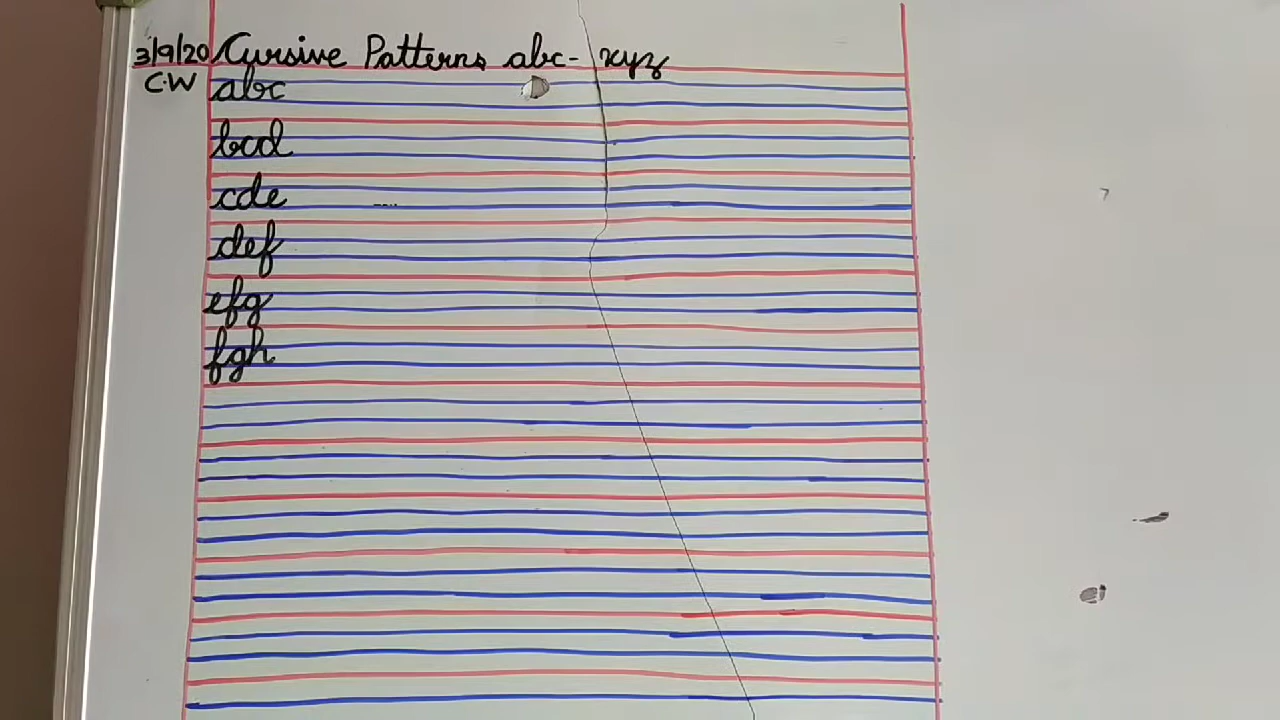 3/9/20 Cursive Patterns abc- xyz
C.W abc
bcd
cde
def
efg
fgh